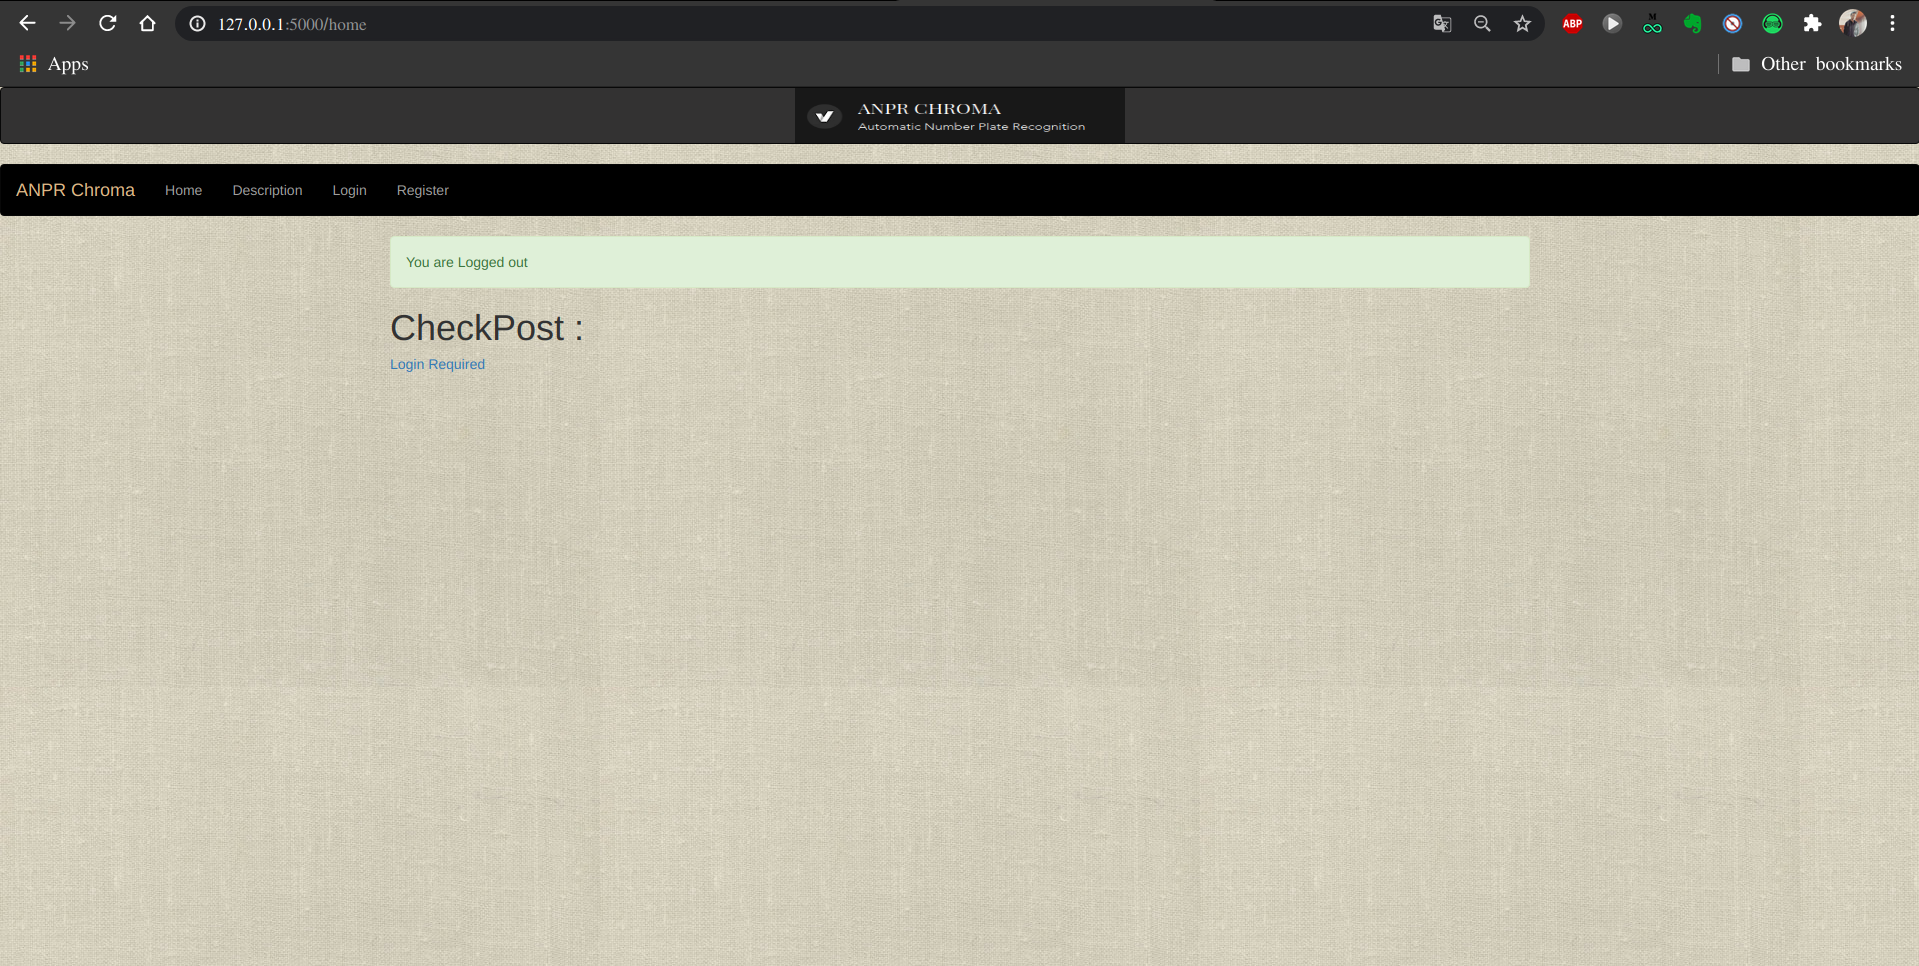 127.0.0.1:5000/home
ABP
M
Apps
Other bookmarks
ANPR CHROMA
Automatic Number Plate Recognition
ANPR Chroma Home Description Login Register
You are Logged out
CheckPost :
Login Required